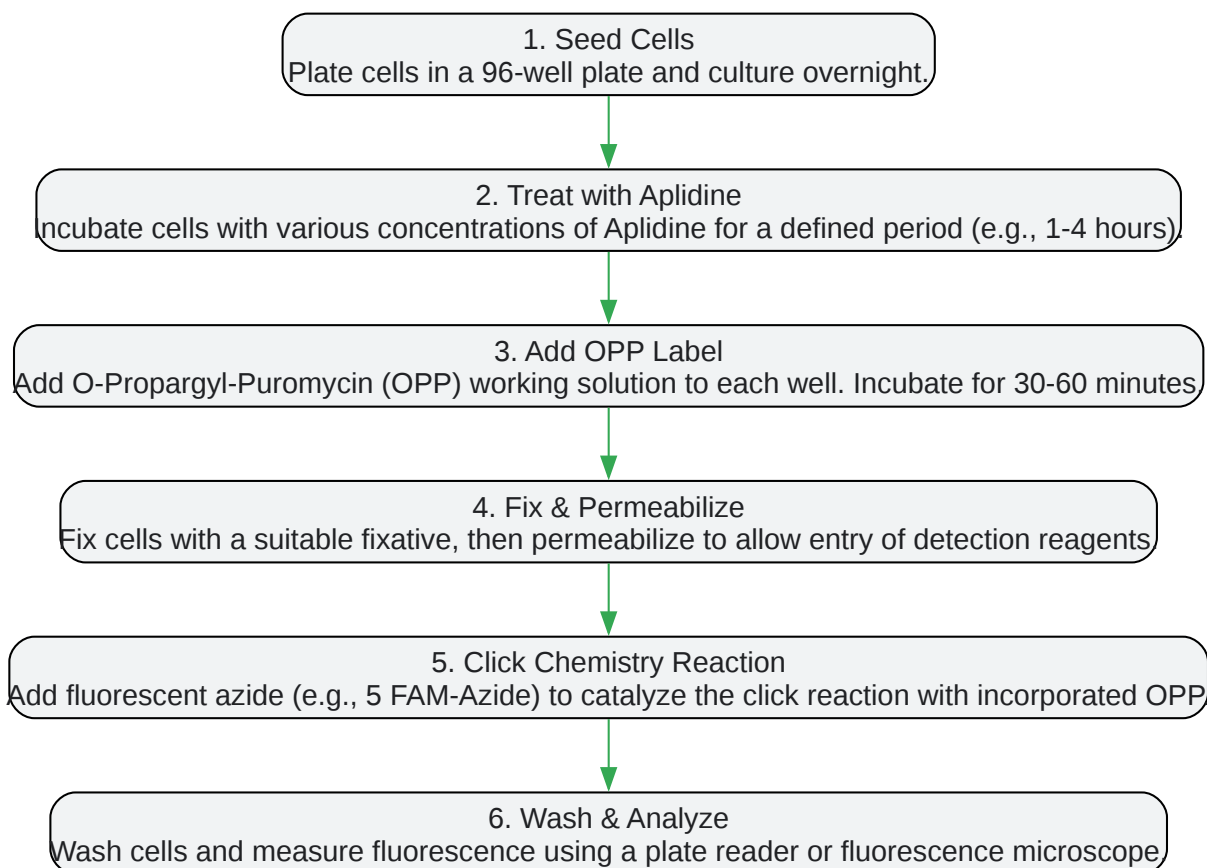 1. Seed Cells
Plate cells in a 96-well plate and culture overnight.
2. Treat with Aplidine
Incubate cells with various concentrations of Aplidine for a defined period (e.g., 1-4 hours).
3. Add OPP Label
Add O-Propargyl-Puromycin (OPP) working solution to each well. Incubate for 30-60 minutes.
4. Fix & Permeabilize
Fix cells with a suitable fixative, then permeabilize to allow entry of detection reagents.
5. Click Chemistry Reaction
Add fluorescent azide (e.g., 5 FAM-Azide) to catalyze the click reaction with incorporated OPP.
6. Wash & Analyze
Wash cells and measure fluorescence using a plate reader or fluorescence microscope.